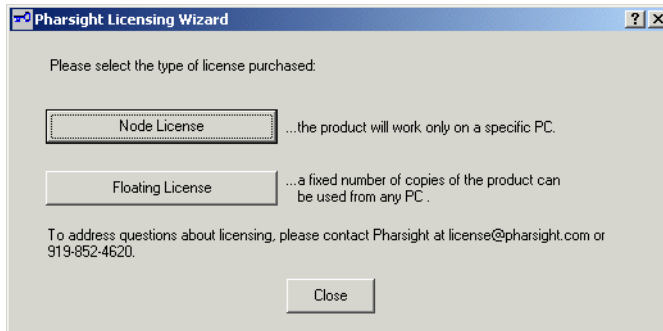 Pharsight Licensing Wizard
Please select the type of license purchased:
Node License ...the product will work only on a specific PC.
Floating License ...a fixed number of copies of the product can
be used from any PC .
To address questions about licensing, please contact Pharsight at license@pharsight.com or
919-852-4620.
Close